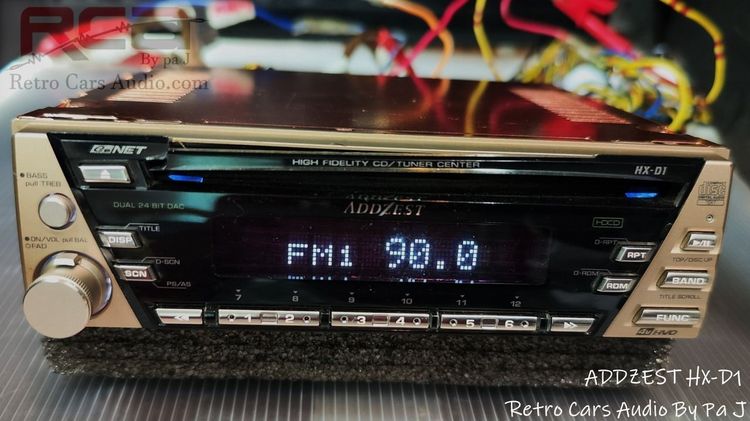 RCA
By pa J
Retro Cars Audio.com
CeNET
HIGH FIDELITY CD/TUNER CENTER
HX-D1
BASS
pull TREB
DUAL 24 BIT DAC
ADDZEST
HDCD
ON/VOL pull BAL
FAD
TITLE
DISP
D-SCN
SCN
PS/AS
FM1 90.0
D-RPT
RPT
D-RDM
RDM
TOP/DISC UP
BAND
TITLE SCROLL
FUNC
7 8 9 10 11 12
1 2 3 4 5 6
ADDZEST HX-D1
Retro Cars Audio By Pa J